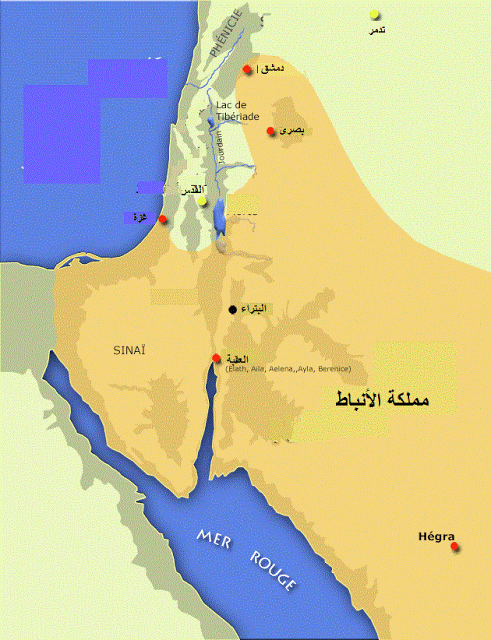 PHÉNICIE
تدمر
دمشق
Lac de
Tibériade
بصرى
Jourdain
القدس
غزة
البتراء
SINAÏ
العقبة
(Elath, Aila, Aelena,,Ayla, Berenice)
مملكة الأنباط
MER ROUGE
Hégra